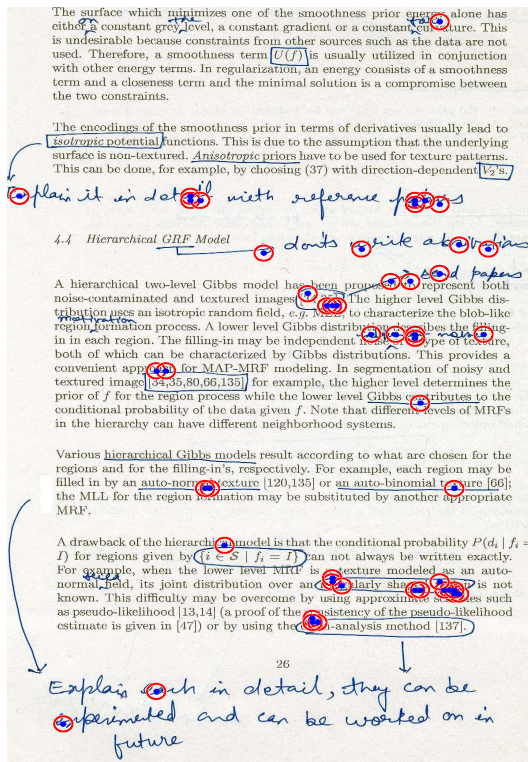 The surface which minimizes one of the smoothness prior energy alone has
on the
either a constant grey level, a constant gradient or a constant curvature. This
is undesirable because constraints from other sources such as the data are not
used. Therefore, a smoothness term U(f) is usually utilized in conjunction
with other energy terms. In regularization, an energy consists of a smoothness
term and a closeness term and the minimal solution is a compromise between
the two constraints.
The encodings of the smoothness prior in terms of derivatives usually lead to
isotropic potential functions. This is due to the assumption that the underlying
surface is non-textured. Anisotropic priors have to be used for texture patterns.
This can be done, for example, by choosing (37) with direction-dependent V2's.
Explain it in detail with reference
4.4 Hierarchical GRF Model
dont's write
send papers
A hierarchical two-level Gibbs model has been proposed to represent both
noise-contaminated and textured images The higher level Gibbs dis-
tribution uses an isotropic random field, e.g. to characterize the blob-like
motivation
region formation process. A lower level Gibbs distribution describes the filling-
in in each region. The filling-in may be independent type of texture,
both of which can be characterized by Gibbs distributions. This provides a
convenient for MAP-MRF modeling. In segmentation of noisy and
textured image [34,35,80,66,135] for example, the higher level determines the
prior of f for the region process while the lower level Gibbs contributes to the
conditional probability of the data given f. Note that different levels of MRFs
in the hierarchy can have different neighborhood systems.
Various hierarchical Gibbs models result according to what are chosen for the
regions and for the filling-in's, respectively. For example, each region may be
filled in by an auto-normal texture [120,135] or an auto-binomial texture [66];
the MLL for the region formation may be substituted by another appropriate
MRF.
A drawback of the hierarchical model is that the conditional probability P(di | fi =
I) for regions given by {i ∈ S | fi = I} can not always be written exactly.
For example, when the lower level MRF is texture modeled as an auto-
normal field, its joint distribution over an irregularly shaped is not
known. This difficulty may be overcome by using approximate schemes such
as pseudo-likelihood [13,14] (a proof of the consistency of the pseudo-likelihood
estimate is given in [47]) or by using the -analysis method [137].
26
Explain each in detail, they can be
experimented and can be worked on in
future